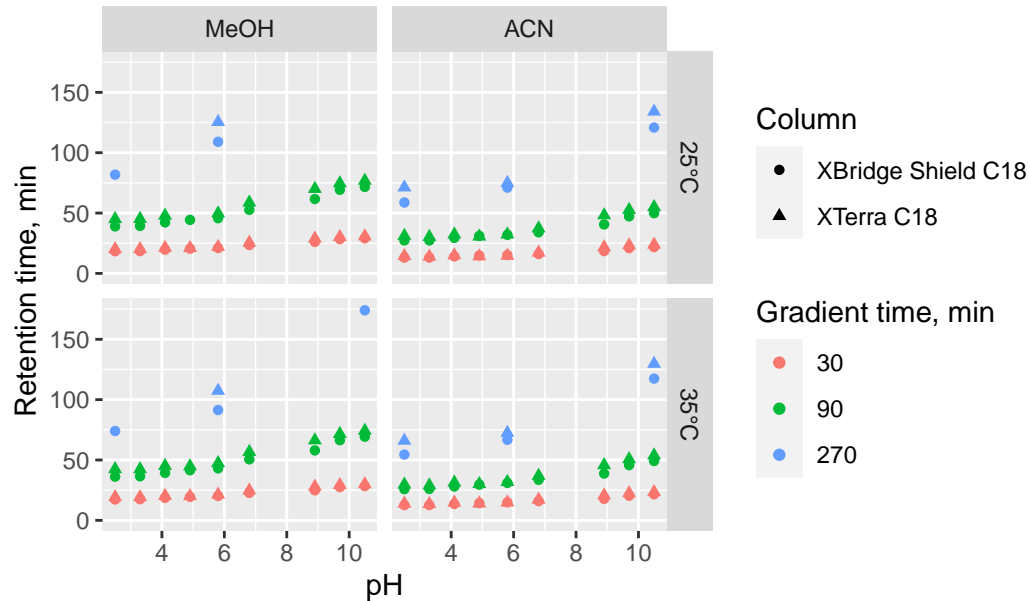 MeOH
ACN
Retention time, min
150
100
50
0
25°C
150
100
50
0
35°C
4
6
8
10
4
6
8
10
pH
Column
XBridge Shield C18
XTerra C18
Gradient time, min
30
90
270